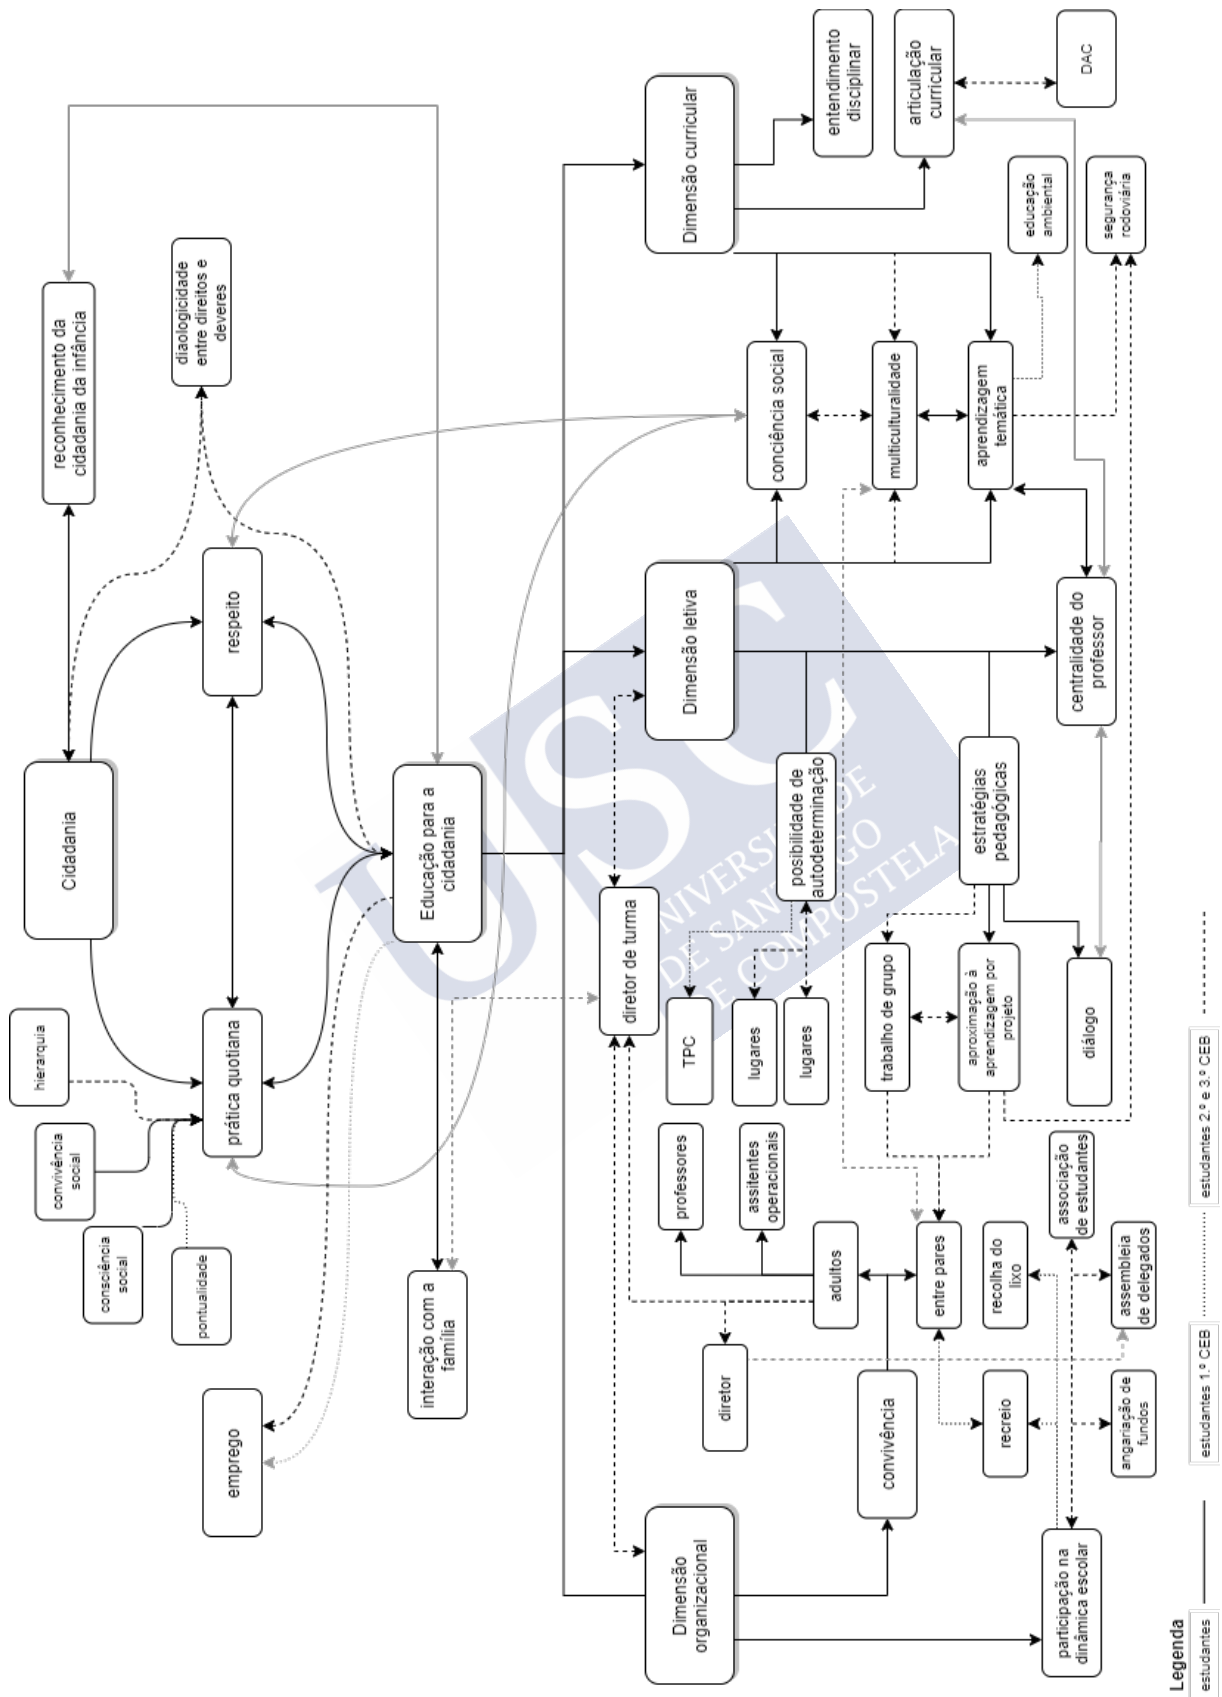 Cidadania
reconhecimento da
cidadania da infância
hierarquia
convivência
social
consciência
social
pontualidade
diaologicidade
entre direitos e
deveres
emprego
prática quotiana
respeito
interação com a
família
Educação para a
cidadania
Dimensão
organizacional
Dimensão letiva
Dimensão curricular
diretor de turma
professores
TPC
diretor
assitentes
operacionais
lugares
lugares
adultos
posibilidade de
autodeterminação
conciência social
entendimento
disciplinar
convivência
entre pares
trabalho de grupo
multiculturalidade
articulação
curricular
recreio
recolha do
lixo
aproximação à
aprendizagem por
projeto
estratégias
pedagógicas
aprendizagem
temática
educação
ambiental
participação na
dinâmica escolar
associação
de estudantes
diálogo
centralidade do
professor
DAC
angariação de
fundos
assembleia
de delegados
segurança
rodoviária
Legenda
estudantes
estudantes 1.º CEB
estudantes 2.º e 3.º CEB
USC
UNIVERSIDADE
DE SANTIAGO
DE COMPOSTELA